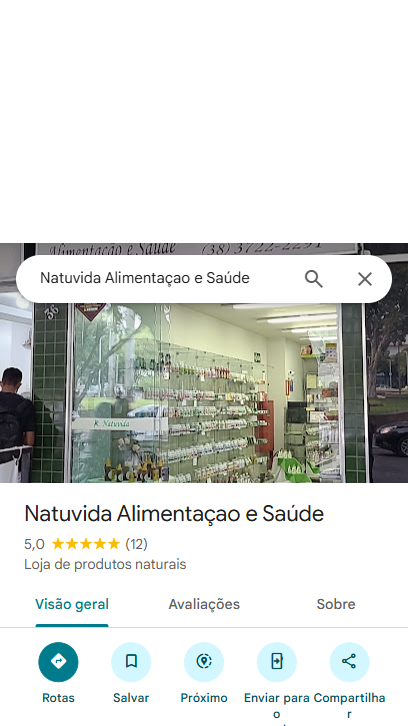 Alimentação e Saúde (38) 3722-2291
Natuvida Alimentaçao e Saúde
36
K. Natuvida
Natuvida Alimentaçao e Saúde
5,0 (12)
Loja de produtos naturais
Visão geral Avaliações Sobre
Rotas Salvar Próximo Enviar para o Compartilhar